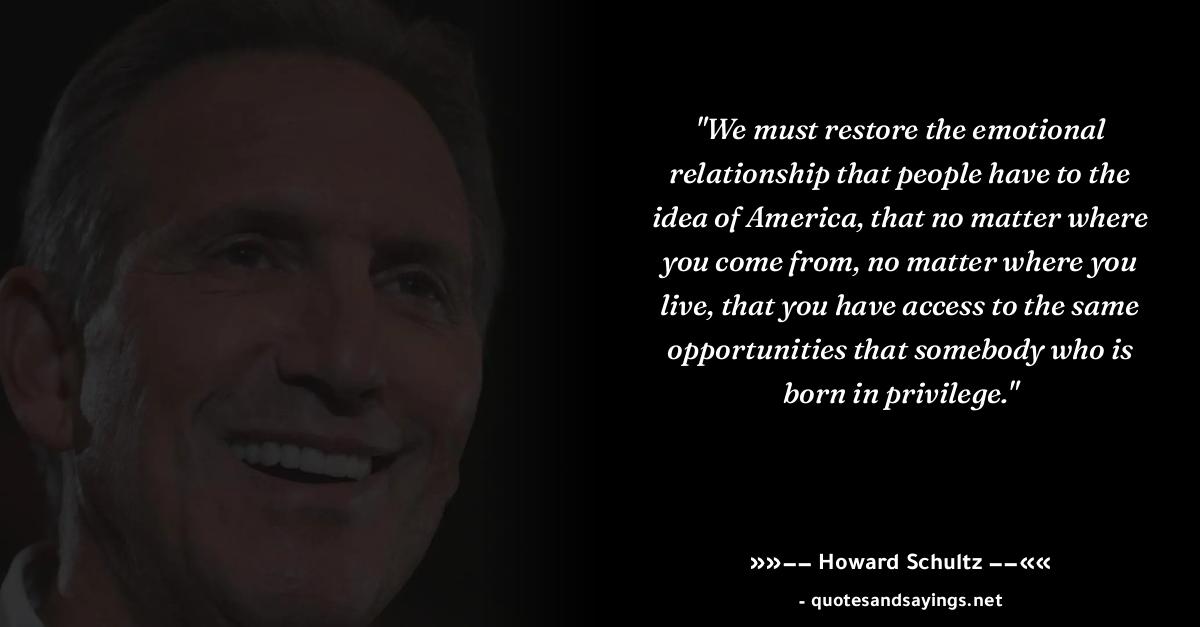 "We must restore the emotional
relationship that people have to the
idea of America, that no matter where
you come from, no matter where you
live, that you have access to the same
opportunities that somebody who is
born in privilege."
»»–– Howard Schultz ––««
- quotesandsayings.net